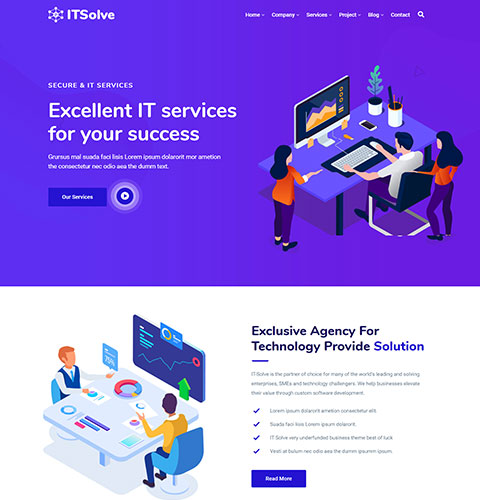 ITSolve
Home Company Services Project Blog Contact
SECURE & IT SERVICES
Excellent IT services
for your success
Grursus mal suada faci lisis Lorem ipsum dolarorit mor ametion
the consectetur nec odio aea the dumm text.
Our Services
75%
Exclusive Agency For
Technology Provide Solution
IT-Solve is the partner of choice for many of the world's leading and solving
enterprises, SMEs and technology challengers. We help businesses elevate
their value through custom software development.
Lorem ipsum dolarorit consectetur elit.
Suada faci lisis Lorem ipsum dolarorit.
IT Solve very underfunded business theme best of luck
Vest at bulum nec odio aea the dumm ipsumm ipsum.
Read More